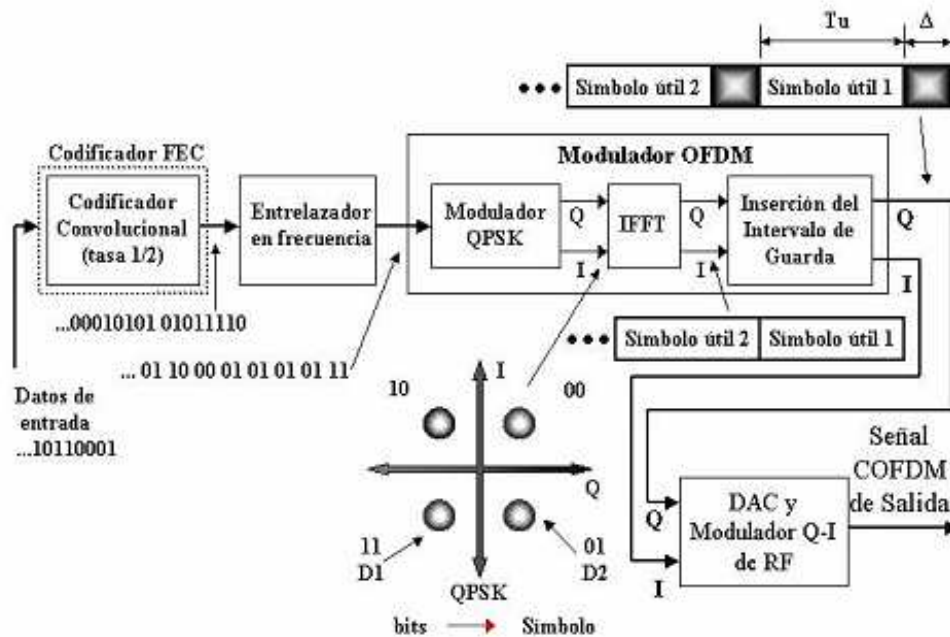 Tu
Δ
Símbolo útil 2
Símbolo útil 1
Codificador FEC
Codificador
Convolucional
(tasa 1/2)
Entrelazador
en frecuencia
Modulador OFDM
Modulador
QPSK
Q
I
IFFT
Q
I
Inserción del
Intervalo de
Guarda
Q
I
...00010101 01011110
... 01 10 00 01 01 01 01 11
Símbolo útil 2
Símbolo útil 1
Datos de
entrada
...10110001
10
I
00
Q
11
D1
01
D2
QPSK
bits
Símbolo
Q
I
DAC y
Modulador Q-I
de RF
Señal
COFDM
de Salida